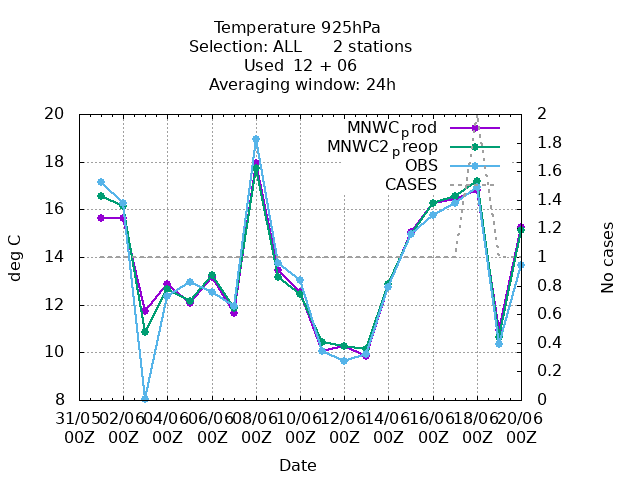 Temperature 925hPa
Selection: ALL 2 stations
Used 12 + 06
Averaging window: 24h
MNWC_prod
MNWC2_preop
OBS
CASES
deg C
20
18
16
14
12
10
8
No cases
2
1.8
1.6
1.4
1.2
1
0.8
0.6
0.4
0.2
0
31/05 02/06 04/06 06/06 08/06 10/06 12/06 14/06 16/06 18/06 20/06
00Z 00Z 00Z 00Z 00Z 00Z 00Z 00Z 00Z 00Z 00Z
Date